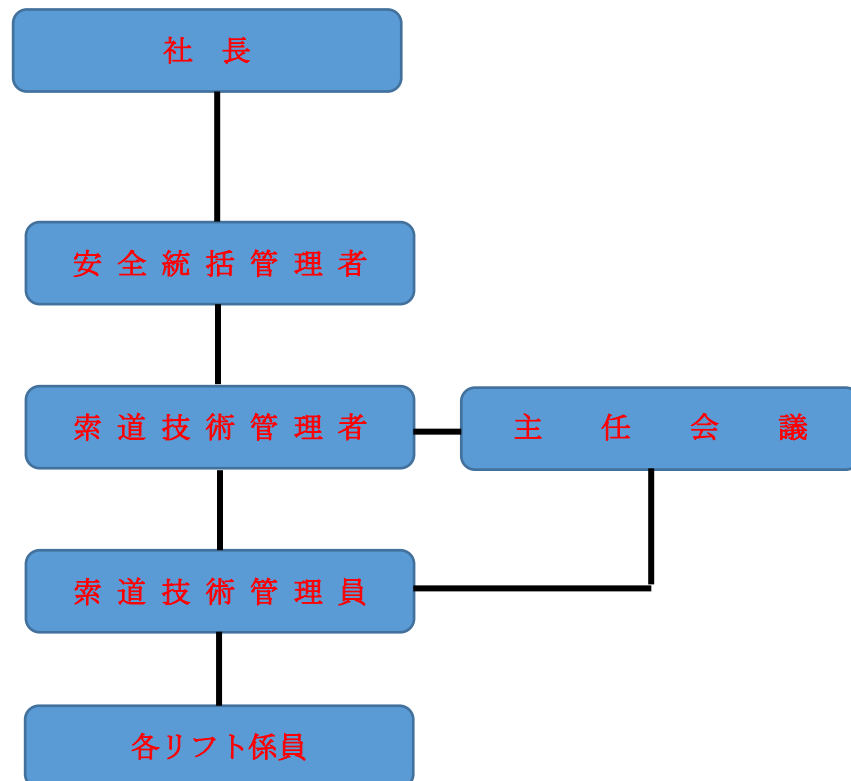 社　長
安全統括管理者
索道技術管理者
主任会議
索道技術管理員
各リフト係員